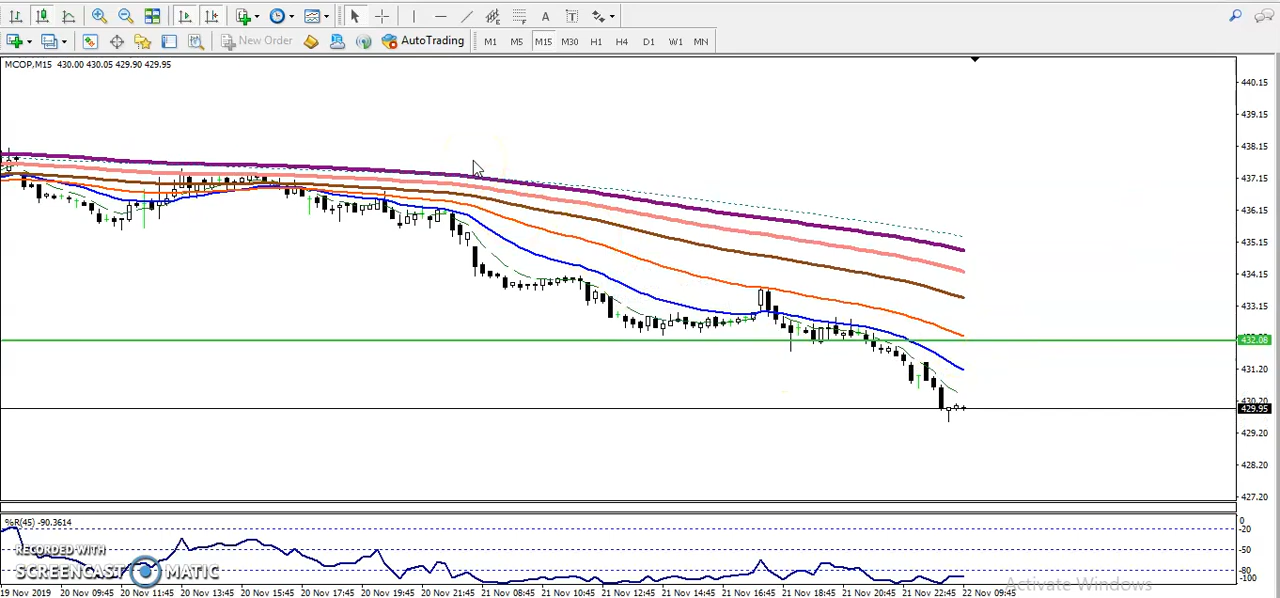 New Order
AutoTrading
M1 M5 M15 M30 H1 H4 D1 W1 MN
MCOP,M15 430.00 430.05 429.90 429.95
440.15
439.15
438.15
437.15
436.15
435.15
434.15
433.15
432.08
431.20
430.20
429.95
429.20
428.20
427.20
%R(45) -90.3614
0
-20
-50
-80
-100
RECORDED WITH
SCREENCAST MATIC
Activate Windows
19 Nov 2019 20 Nov 09:45 20 Nov 11:45 20 Nov 13:45 20 Nov 15:45 20 Nov 17:45 20 Nov 19:45 20 Nov 21:45 21 Nov 08:45 21 Nov 10:45 21 Nov 12:45 21 Nov 14:45 21 Nov 16:45 21 Nov 18:45 21 Nov 20:45 21 Nov 22:45 22 Nov 09:45